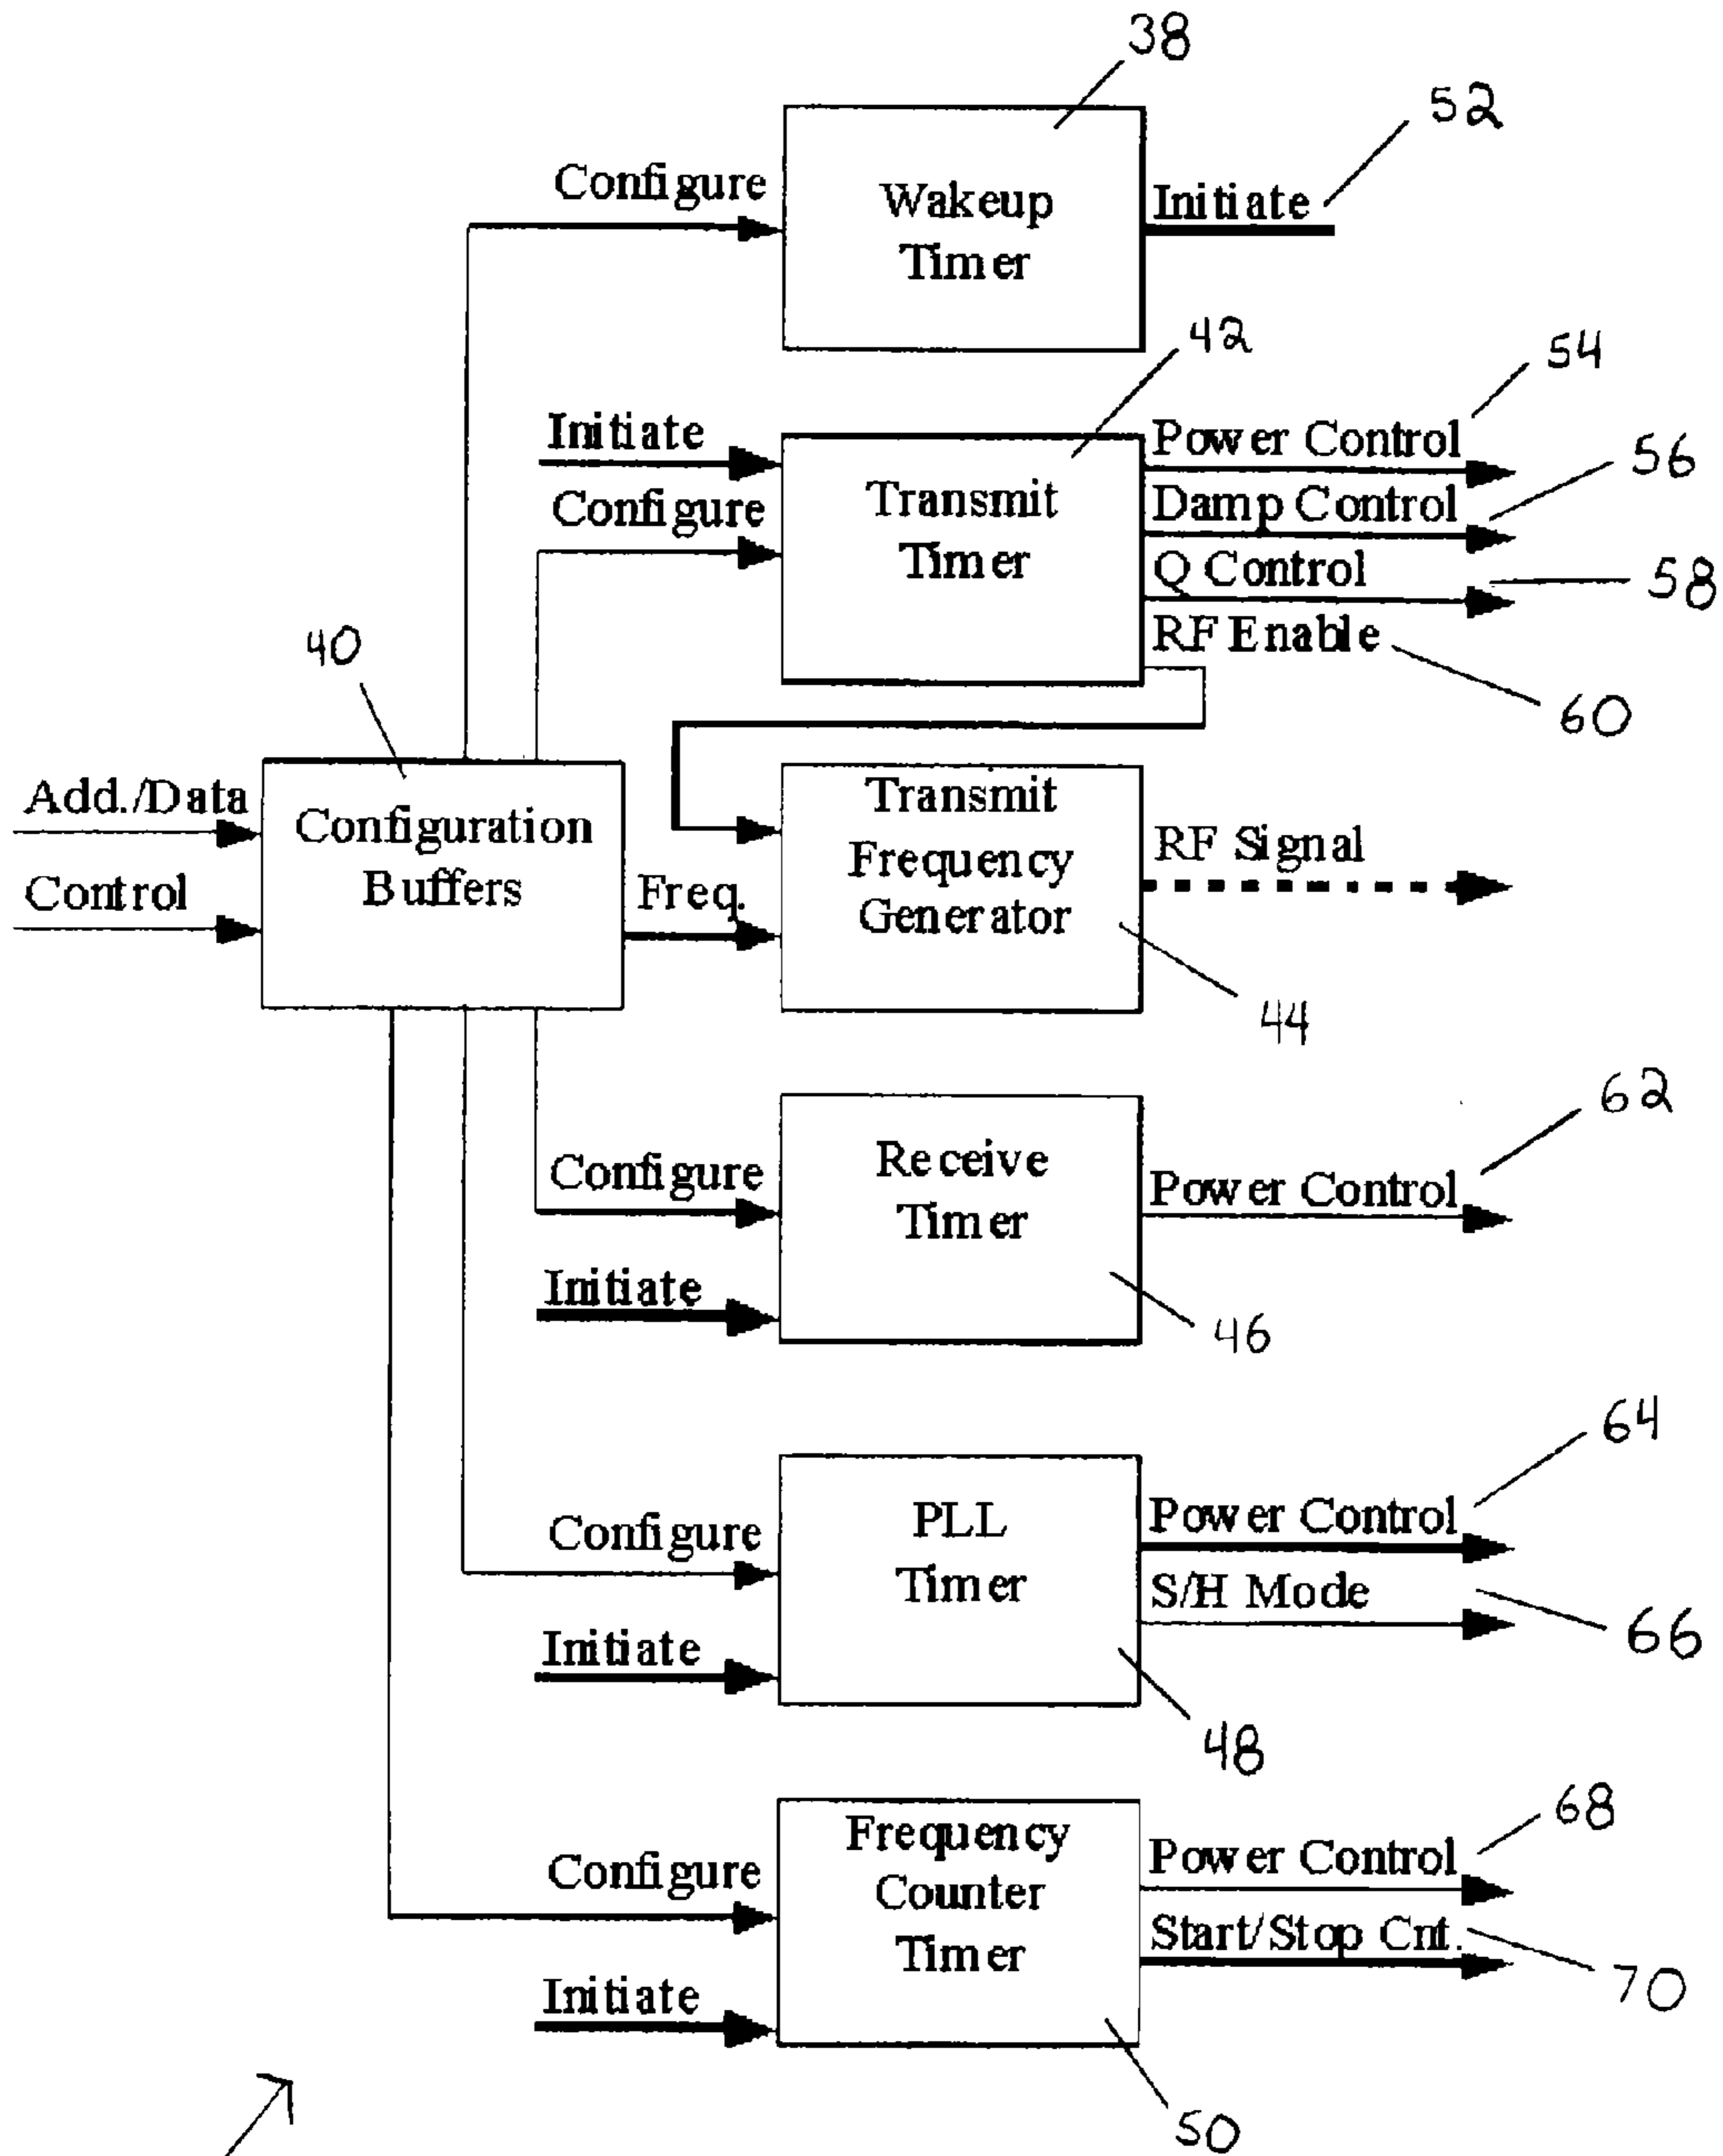 38
52
Configure
Wakeup
Timer
Initiate
42
54
Initiate
Configure
Transmit
Timer
Power Control
56
Damp Control
Q Control
58
RF Enable
60
40
Add./Data
Control
Configuration
Buffers
Freq.
Transmit
Frequency
Generator
RF Signal
44
62
Configure
Initiate
Receive
Timer
Power Control
46
64
Configure
Initiate
PLL
Timer
Power Control
S/H Mode
66
48
68
Configure
Initiate
Frequency
Counter
Timer
Power Control
Start/Stop Cnt.
70
50